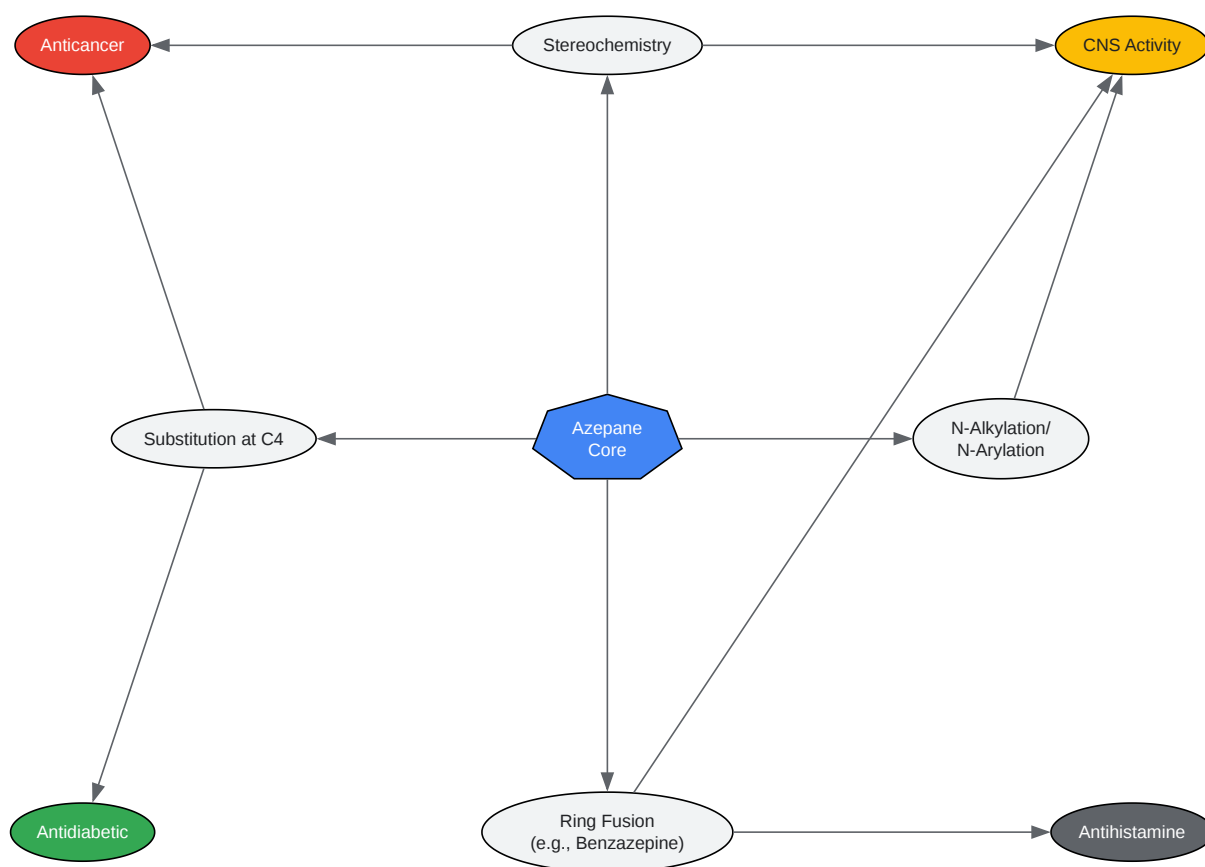 Anticancer
Stereochemistry
CNS Activity
Substitution at C4
Azepane
Core
N-Alkylation/
N-Arylation
Antidiabetic
Ring Fusion
(e.g., Benzazepine)
Antihistamine